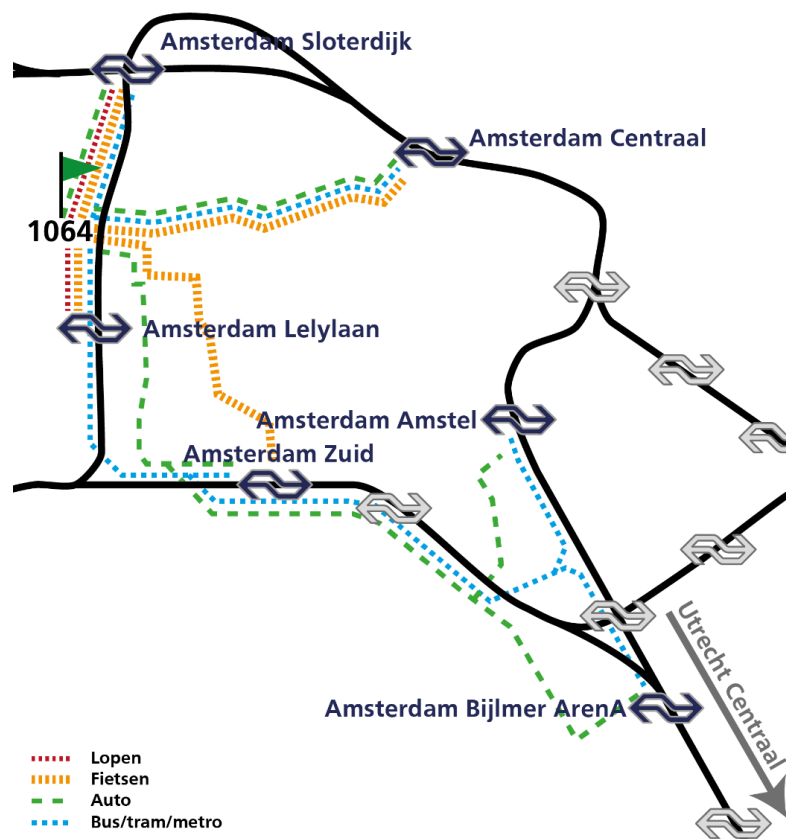 Amsterdam Sloterdijk
Amsterdam Centraal
1064
Amsterdam Lelylaan
Amsterdam Amstel
Amsterdam Zuid
Utrecht Centraal
Amsterdam Bijlmer ArenA
Lopen
Fietsen
Auto
Bus/tram/metro